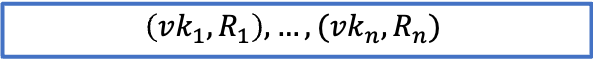 (𝑣𝑘₁, 𝑅₁), … , (𝑣𝑘ₙ, 𝑅ₙ)